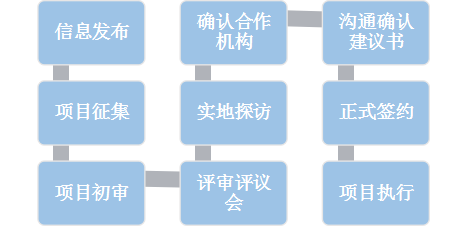 信息发布
项目征集
项目初审
评审评议
会
实地探访
确认合作
机构
沟通确认
建议书
正式签约
项目执行